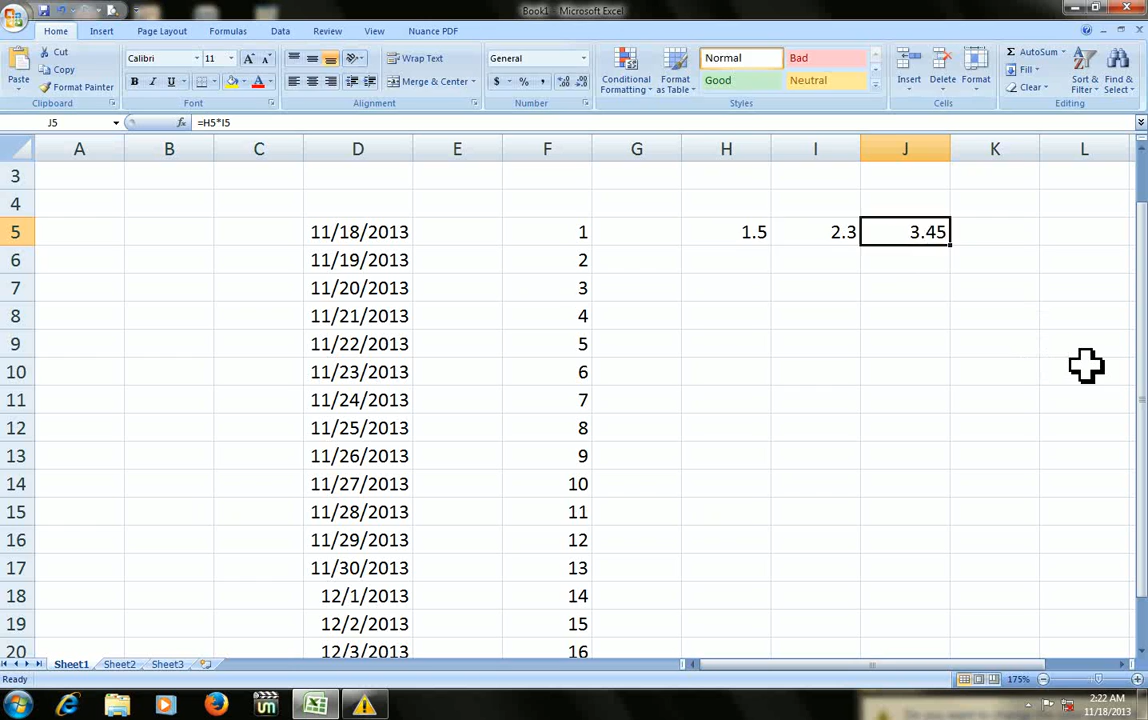 Book1 - Microsoft Excel
Home Insert Page Layout Formulas Data Review View Nuance PDF
Paste
Cut
Copy
Format Painter
Clipboard
Calibri 11
B I U
Font
Wrap Text
Merge & Center
Alignment
General
$ % ,
Number
Conditional Formatting
Format as Table
Normal Bad
Good Neutral
Styles
Insert Delete Format
Cells
AutoSum
Fill
Clear
Sort & Filter
Find & Select
Editing
J5 fx =H5*I5
A B C D E F G H I J K L
3
4
5 11/18/2013 1 1.5 2.3 3.45
6 11/19/2013 2
7 11/20/2013 3
8 11/21/2013 4
9 11/22/2013 5
10 11/23/2013 6
11 11/24/2013 7
12 11/25/2013 8
13 11/26/2013 9
14 11/27/2013 10
15 11/28/2013 11
16 11/29/2013 12
17 11/30/2013 13
18 12/1/2013 14
19 12/2/2013 15
20 12/3/2013 16
Sheet1 Sheet2 Sheet3
Ready 175%
um
2:22 AM
11/18/2013